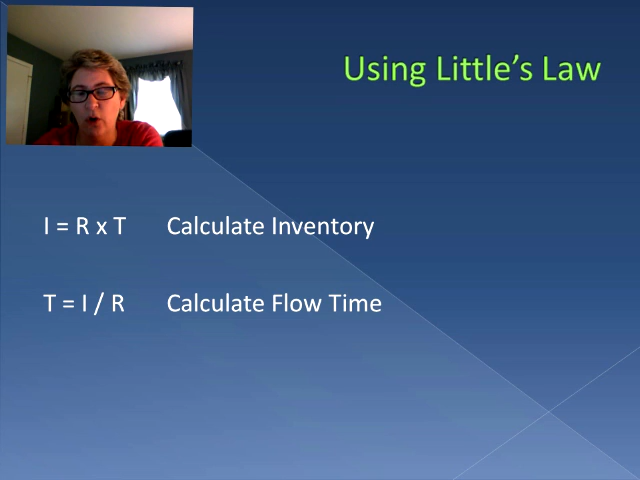 Using Little's Law
I = R x T Calculate Inventory
T = I / R Calculate Flow Time